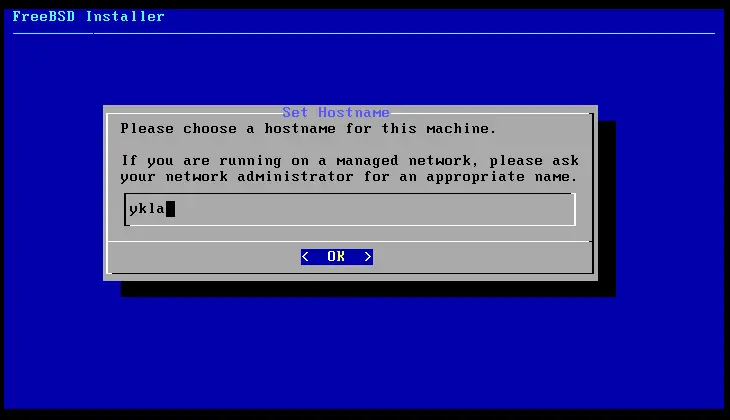 FreeBSD Installer
Set Hostname
Please choose a hostname for this machine.
If you are running on a managed network, please ask
your network administrator for an appropriate name.
ykla
< OK >